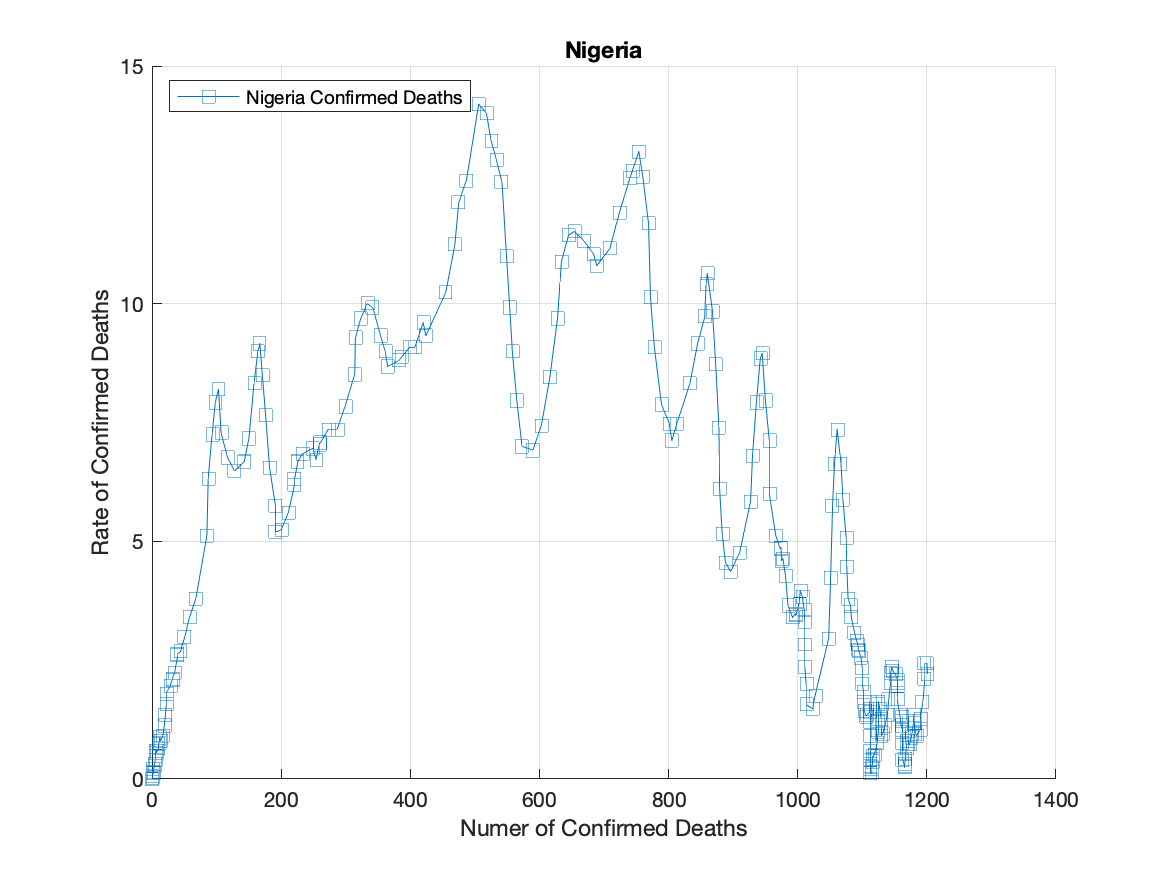 Nigeria
Nigeria Confirmed Deaths
Rate of Confirmed Deaths
15
10
5
0
0 200 400 600 800 1000 1200 1400
Numer of Confirmed Deaths